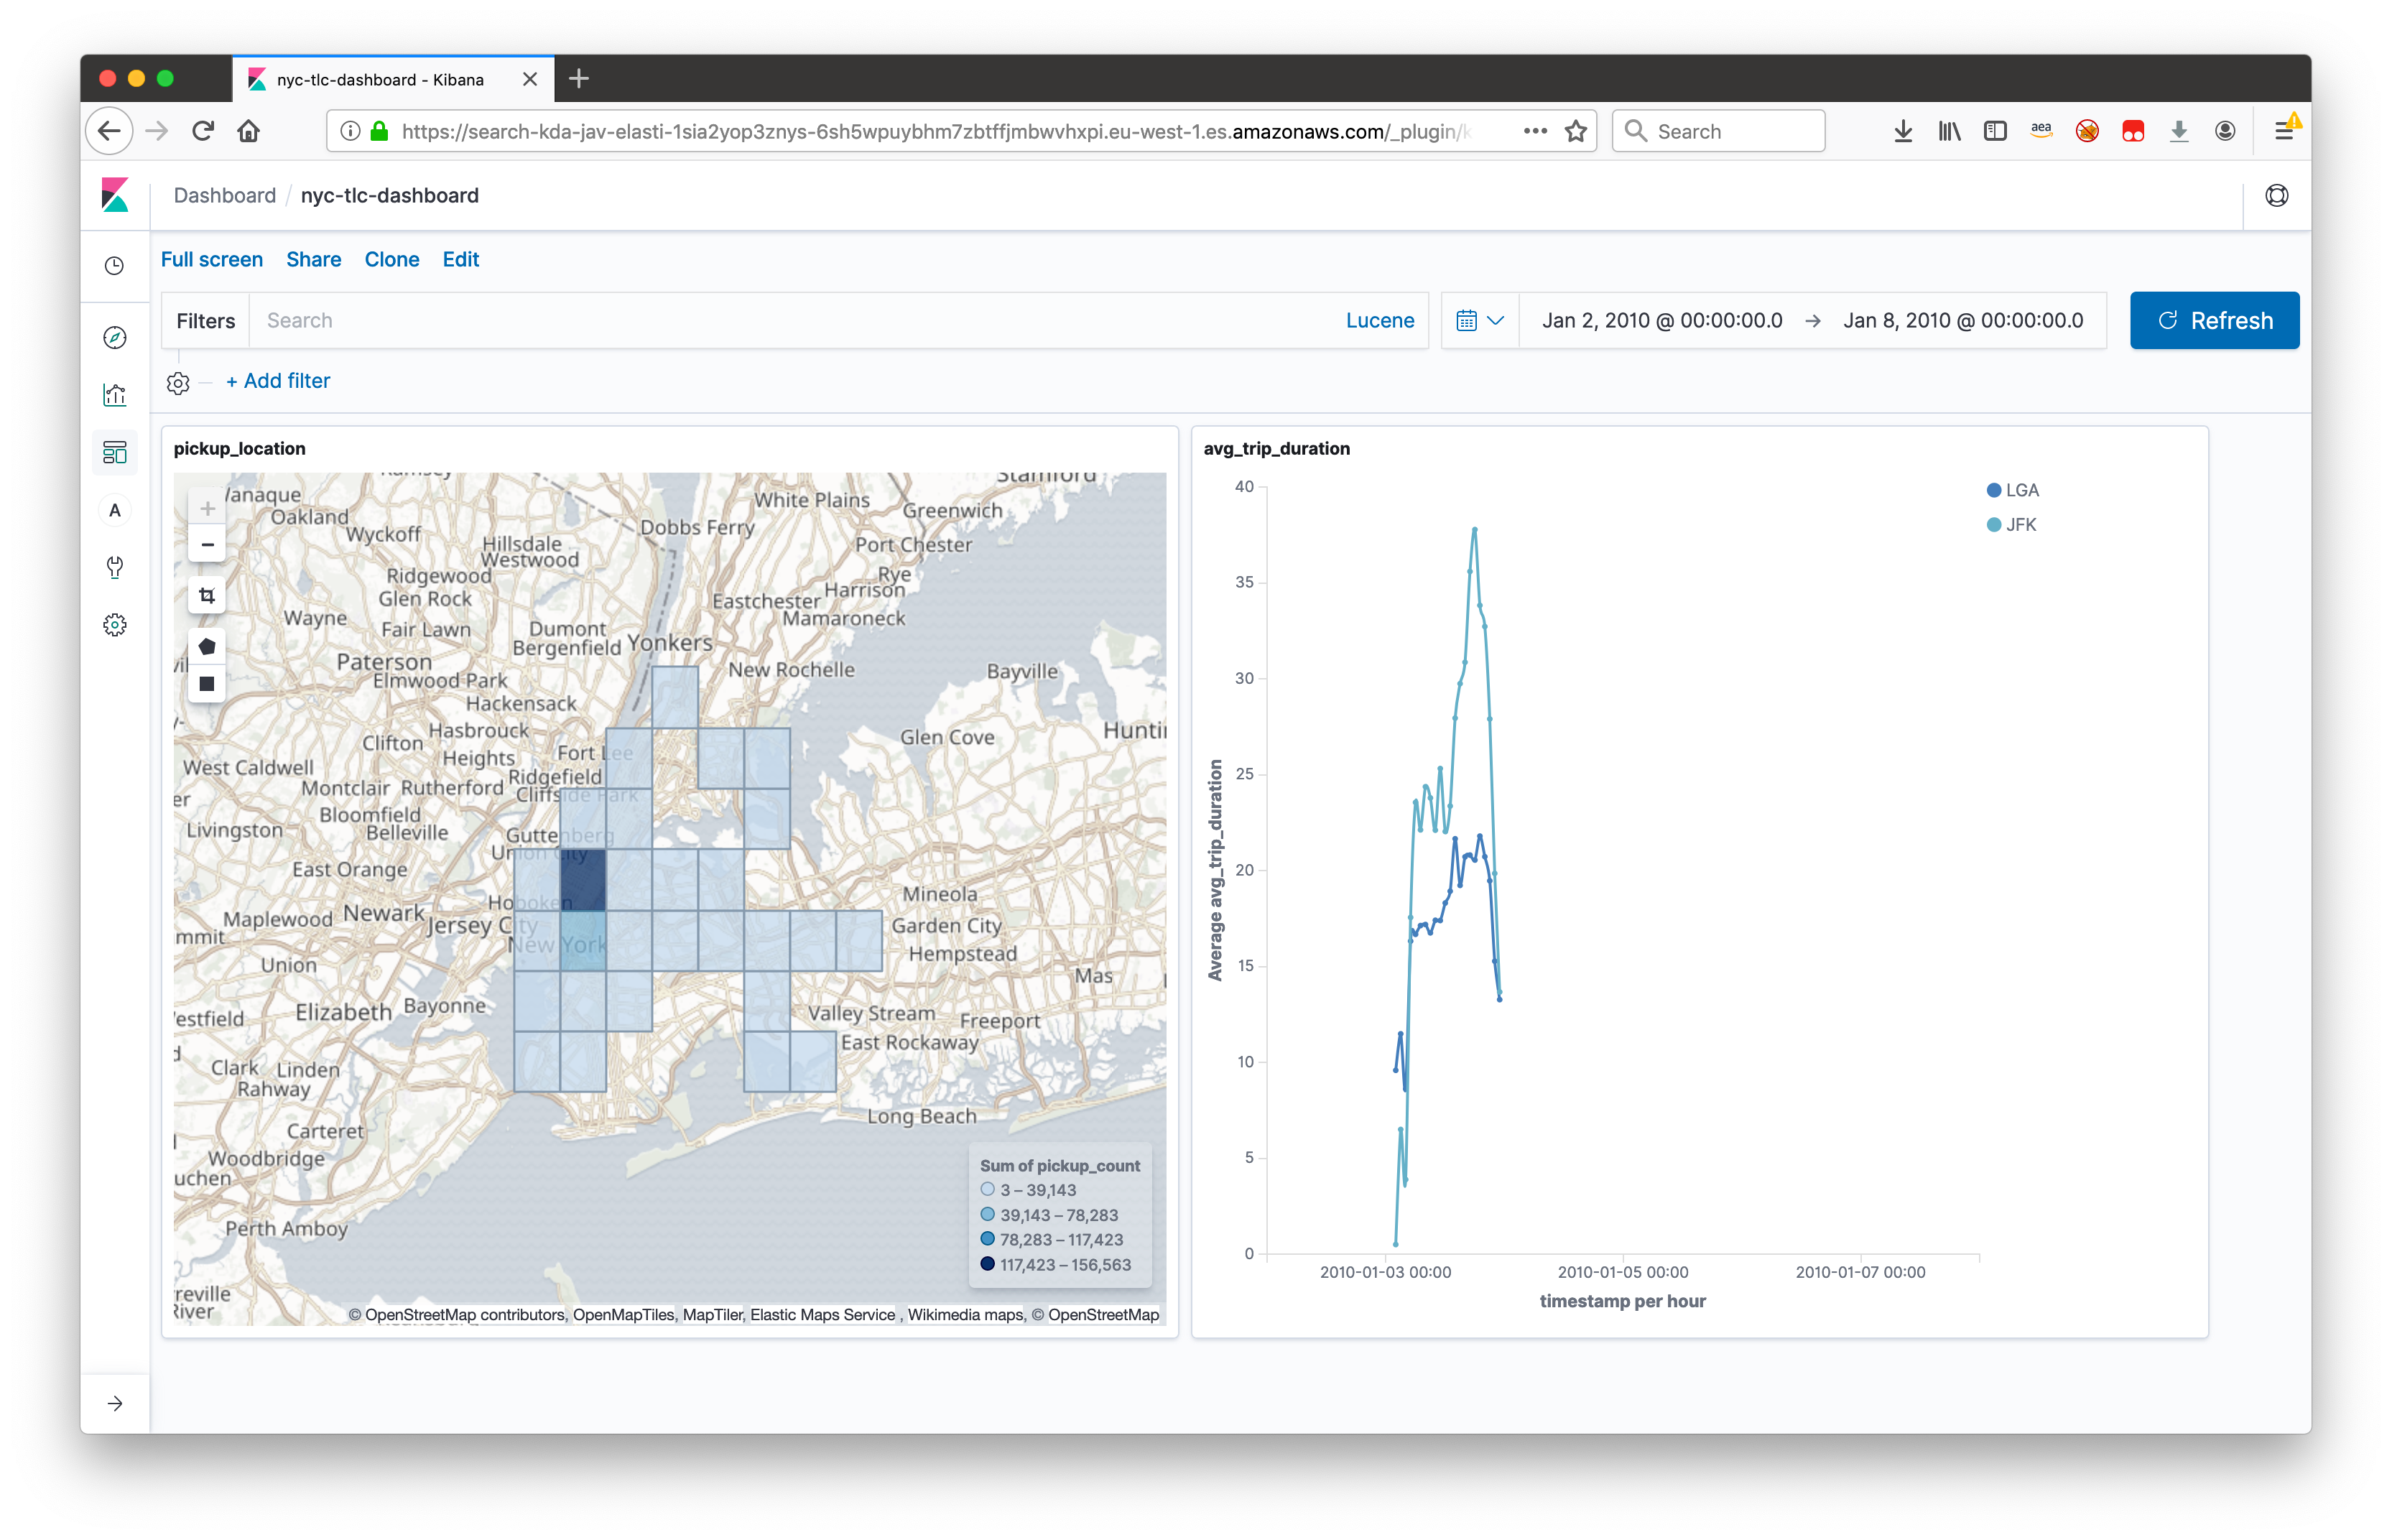 nyc-tlc-dashboard - Kibana
https://search-kda-jav-elasti-1sia2yop3znys-6sh5wpuybhm7zbtffjmbwvhxpi.eu-west-1.es.amazonaws.com/_plugin/k
Search
aea
Dashboard / nyc-tlc-dashboard
Full screen Share Clone Edit
Filters Search Lucene
Jan 2, 2010 @ 00:00:00.0 → Jan 8, 2010 @ 00:00:00.0
Refresh
+ Add filter
A
pickup_location
Stamford
White Plains
Oakland
Greenwich
Dobbs Ferry
Wyckoff
Hillsdale
Port Chester
Westwood
Ridgewood
Rye
Glen Rock
Harrison
Eastchester
Wayne
Mamaroneck
Fair Lawn
Dumont
Bergenfield
Yonkers
Paterson
New Rochelle
Bayville
Elmwood Park
Hackensack
Hasbrouck
Heights
Clifton
Glen Cove
Fort Lee
West Caldwell
Ridgefield
Montclair
Rutherford
Cliffside Park
Bloomfield
Livingston
Belleville
Guttenberg
Union City
East Orange
Mineola
Hoboken
Maplewood
Newark
Jersey City
Garden City
New York
Hempstead
Union
Mas
Elizabeth
Bayonne
Valley Stream
Freeport
East Rockaway
Clark
Linden
Rahway
Long Beach
Carteret
Woodbridge
Perth Amboy
River
Sum of pickup_count
3 – 39,143
39,143 – 78,283
78,283 – 117,423
117,423 – 156,563
© OpenStreetMap contributors, OpenMapTiles, MapTiler, Elastic Maps Service , Wikimedia maps, © OpenStreetMap
avg_trip_duration
LGA
JFK
40
35
30
25
20
15
10
5
0
Average avg_trip_duration
2010-01-03 00:00
2010-01-05 00:00
2010-01-07 00:00
timestamp per hour